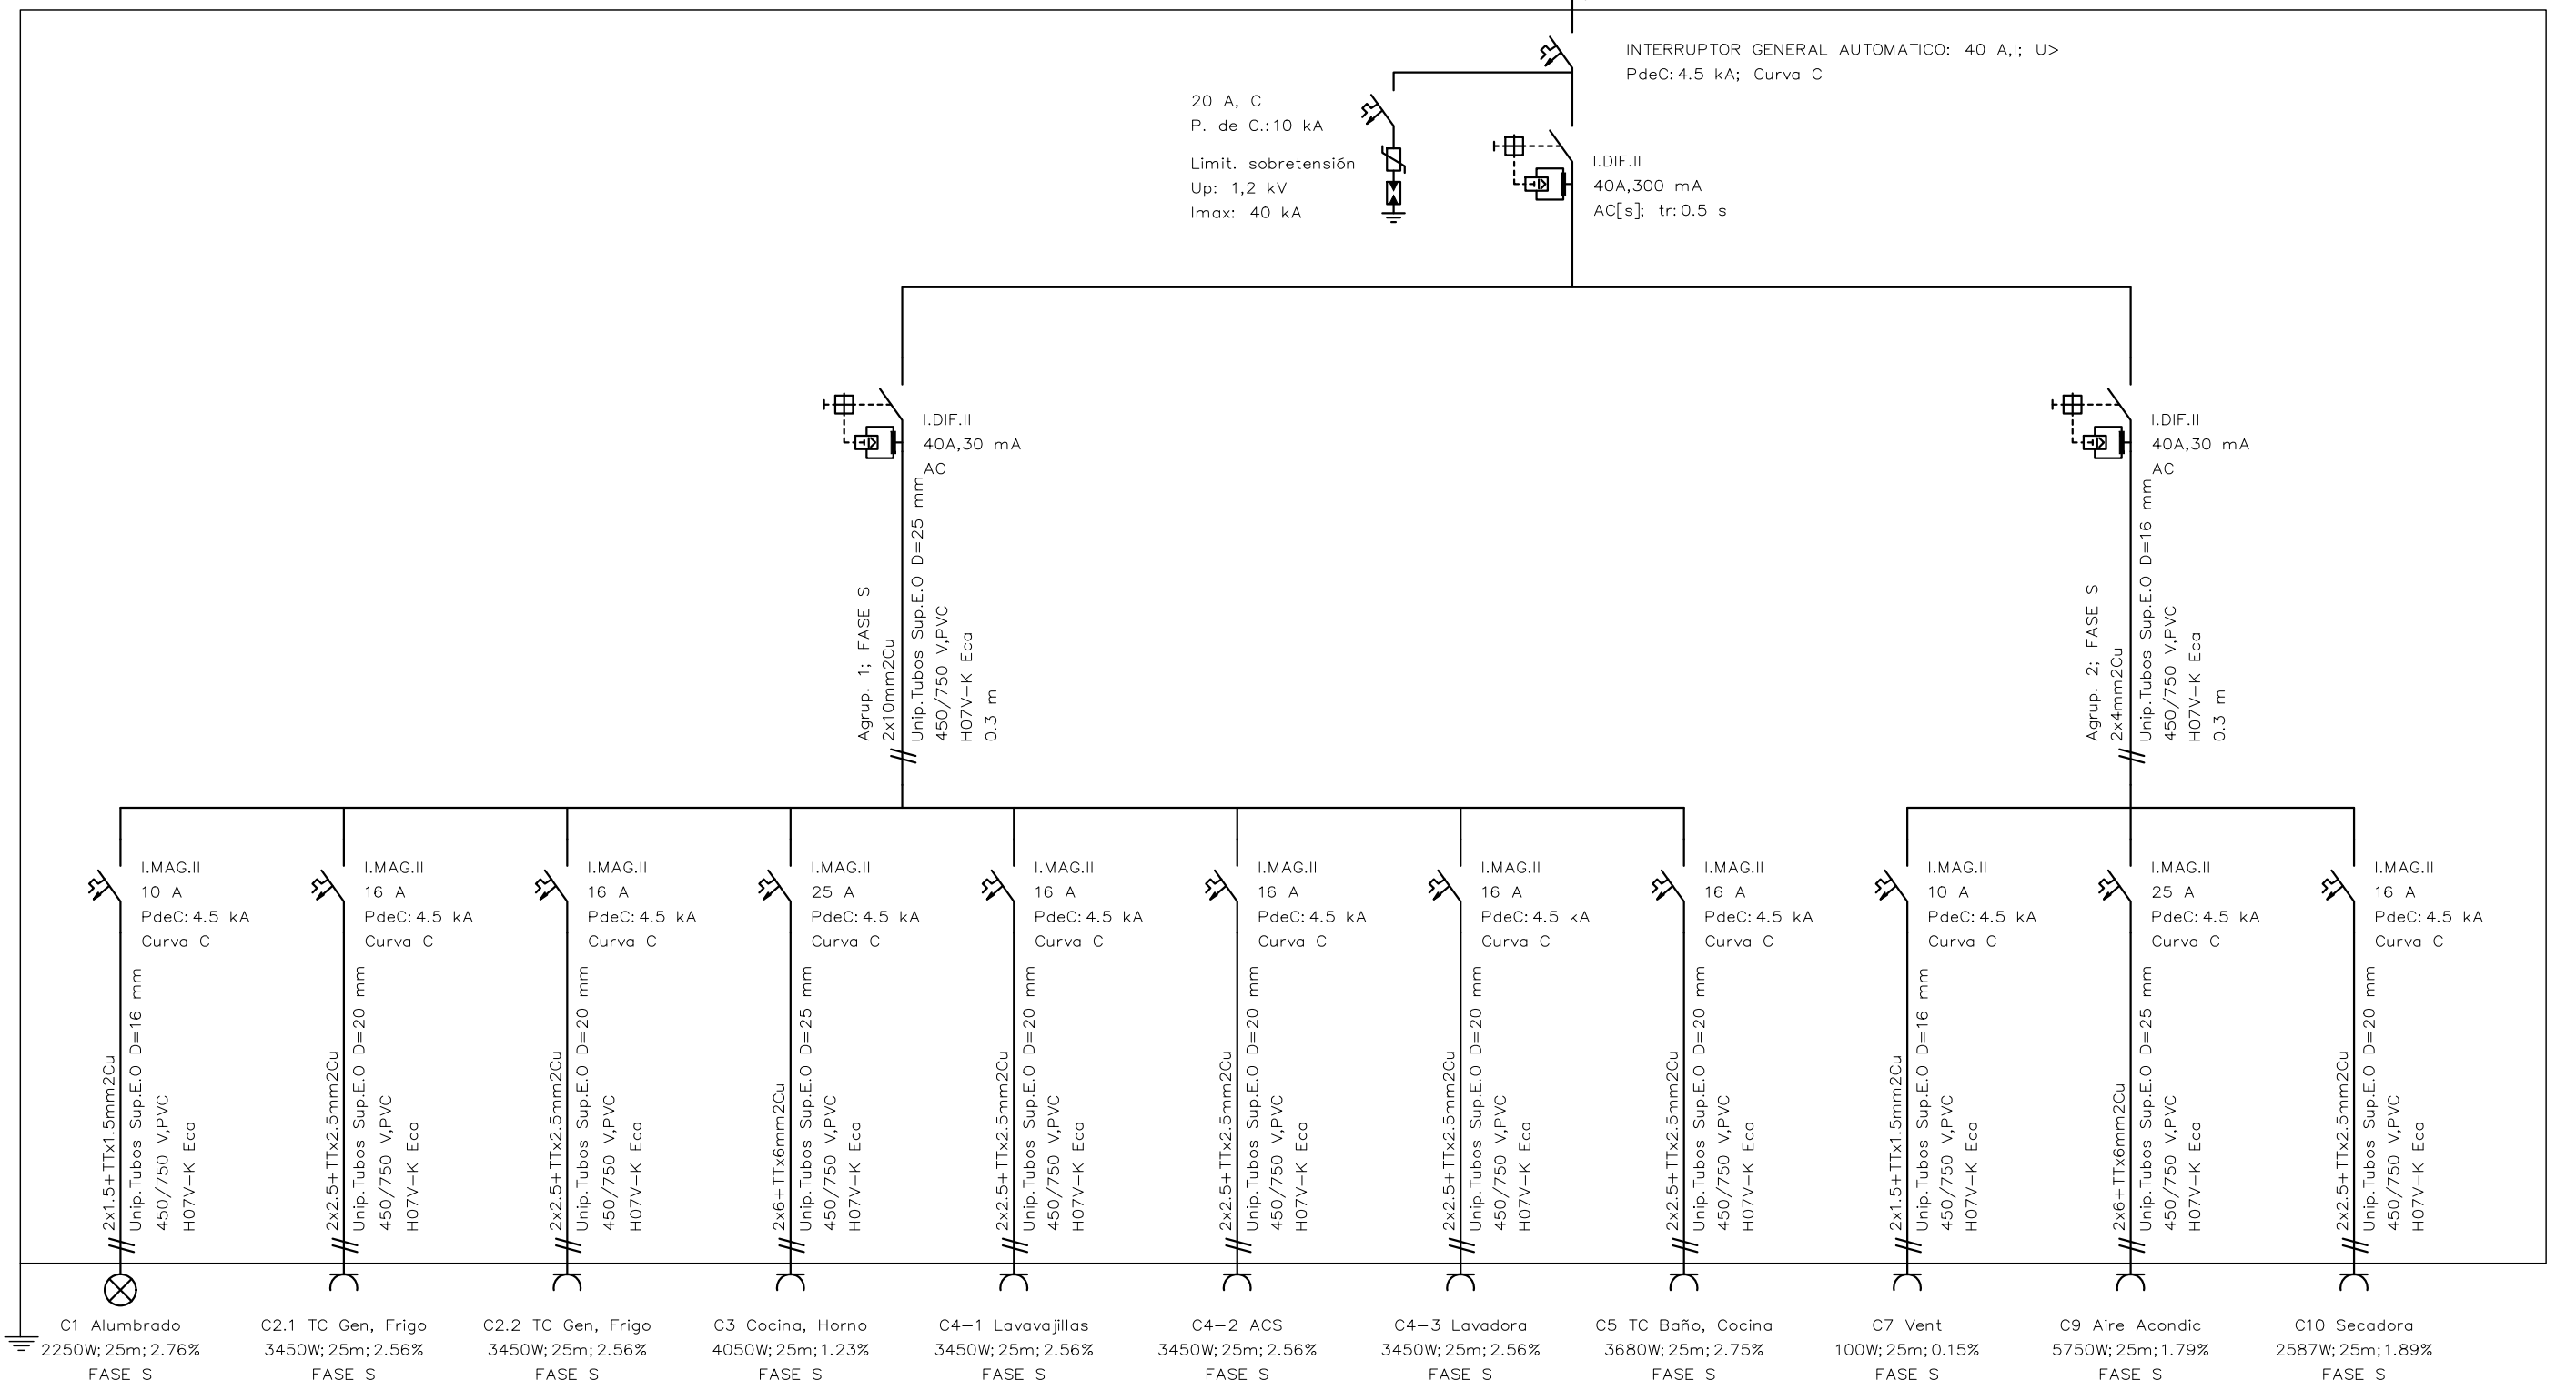 INTERRUPTOR GENERAL AUTOMATICO: 40 A,I; U>
PdeC:4.5 kA; Curva C
20 A, C
P. de C.:10 kA
Limit. sobretensión
Up: 1,2 kV
Imax: 40 kA
I.DIF.II
40A,300 mA
AC[s]; tr:0.5 s
I.DIF.II
40A,30 mA
AC
Agrup. 1; FASE S
2x10mm2Cu
Unip.Tubos Sup.E.O D=25 mm
450/750 V,PVC
H07V-K Eca
0.3 m
I.DIF.II
40A,30 mA
AC
Agrup. 2; FASE S
2x4mm2Cu
Unip.Tubos Sup.E.O D=16 mm
450/750 V,PVC
H07V-K Eca
0.3 m
I.MAG.II
10 A
PdeC:4.5 kA
Curva C
2x1.5+TTx1.5mm2Cu
Unip.Tubos Sup.E.O D=16 mm
450/750 V,PVC
H07V-K Eca
C1 Alumbrado
2250W;25m;2.76%
FASE S
I.MAG.II
16 A
PdeC:4.5 kA
Curva C
2x2.5+TTx2.5mm2Cu
Unip.Tubos Sup.E.O D=20 mm
450/750 V,PVC
H07V-K Eca
C2.1 TC Gen, Frigo
3450W;25m;2.56%
FASE S
I.MAG.II
16 A
PdeC:4.5 kA
Curva C
2x2.5+TTx2.5mm2Cu
Unip.Tubos Sup.E.O D=20 mm
450/750 V,PVC
H07V-K Eca
C2.2 TC Gen, Frigo
3450W;25m;2.56%
FASE S
I.MAG.II
25 A
PdeC:4.5 kA
Curva C
2x6+TTx6mm2Cu
Unip.Tubos Sup.E.O D=25 mm
450/750 V,PVC
H07V-K Eca
C3 Cocina, Horno
4050W;25m;1.23%
FASE S
I.MAG.II
16 A
PdeC:4.5 kA
Curva C
2x2.5+TTx2.5mm2Cu
Unip.Tubos Sup.E.O D=20 mm
450/750 V,PVC
H07V-K Eca
C4-1 Lavavajillas
3450W;25m;2.56%
FASE S
I.MAG.II
16 A
PdeC:4.5 kA
Curva C
2x2.5+TTx2.5mm2Cu
Unip.Tubos Sup.E.O D=20 mm
450/750 V,PVC
H07V-K Eca
C4-2 ACS
3450W;25m;2.56%
FASE S
I.MAG.II
16 A
PdeC:4.5 kA
Curva C
2x2.5+TTx2.5mm2Cu
Unip.Tubos Sup.E.O D=20 mm
450/750 V,PVC
H07V-K Eca
C4-3 Lavadora
3450W;25m;2.56%
FASE S
I.MAG.II
16 A
PdeC:4.5 kA
Curva C
2x2.5+TTx2.5mm2Cu
Unip.Tubos Sup.E.O D=20 mm
450/750 V,PVC
H07V-K Eca
C5 TC Baño, Cocina
3680W;25m;2.75%
FASE S
I.MAG.II
10 A
PdeC:4.5 kA
Curva C
2x1.5+TTx1.5mm2Cu
Unip.Tubos Sup.E.O D=16 mm
450/750 V,PVC
H07V-K Eca
C7 Vent
100W;25m;0.15%
FASE S
I.MAG.II
25 A
PdeC:4.5 kA
Curva C
2x6+TTx6mm2Cu
Unip.Tubos Sup.E.O D=25 mm
450/750 V,PVC
H07V-K Eca
C9 Aire Acondic
5750W;25m;1.79%
FASE S
I.MAG.II
16 A
PdeC:4.5 kA
Curva C
2x2.5+TTx2.5mm2Cu
Unip.Tubos Sup.E.O D=20 mm
450/750 V,PVC
H07V-K Eca
C10 Secadora
2587W;25m;1.89%
FASE S